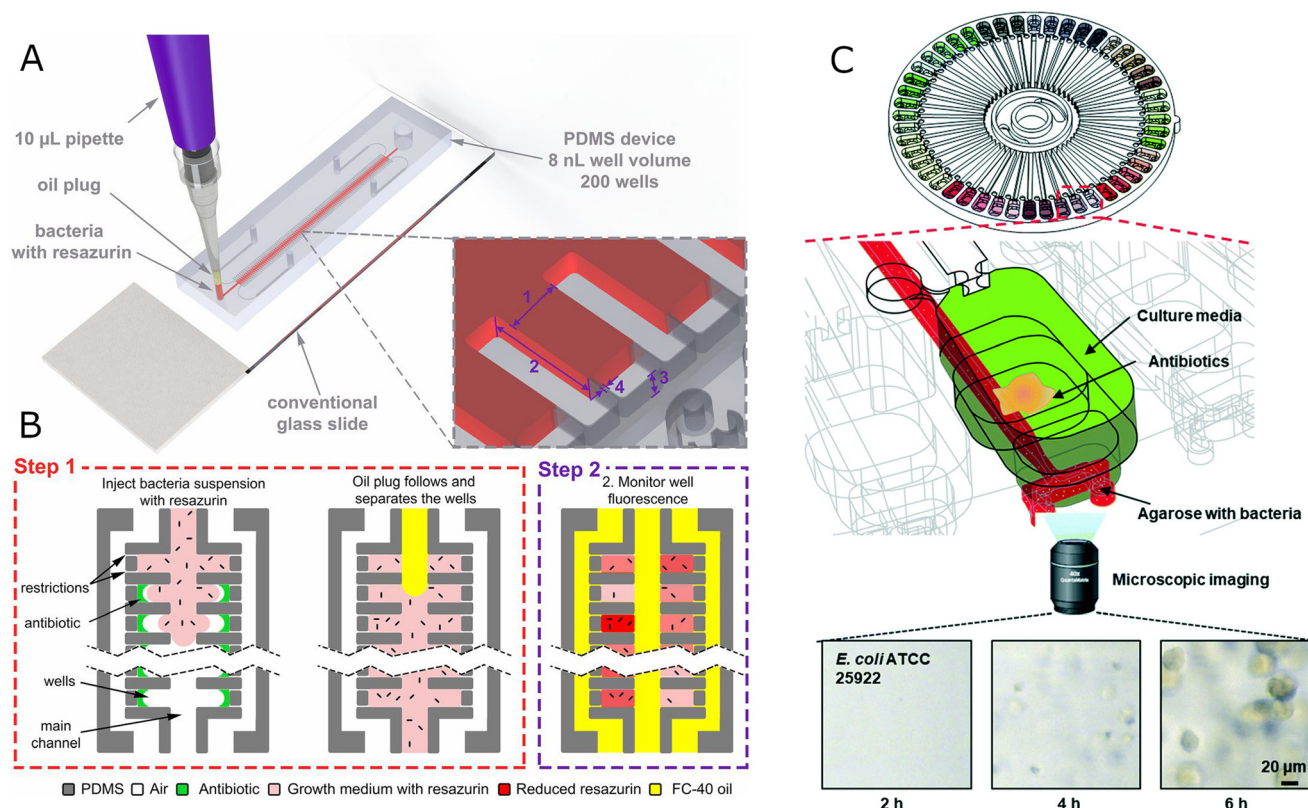 A
10 µL pipette
oil plug
bacteria
with resazurin
PDMS device
8 nL well volume
200 wells
1
2
3
4
conventional
glass slide
B
Step 1
Inject bacteria suspension
with resazurin
Oil plug follows and
separates the wells
restrictions
antibiotic
wells
main
channel
Step 2
2. Monitor well
fluorescence
PDMS Air Antibiotic Growth medium with resazurin Reduced resazurin FC-40 oil
C
Culture media
Antibiotics
Agarose with bacteria
40x
QuantaMatrix
Microscopic imaging
E. coli ATCC
25922
20 µm
2 h 4 h 6 h